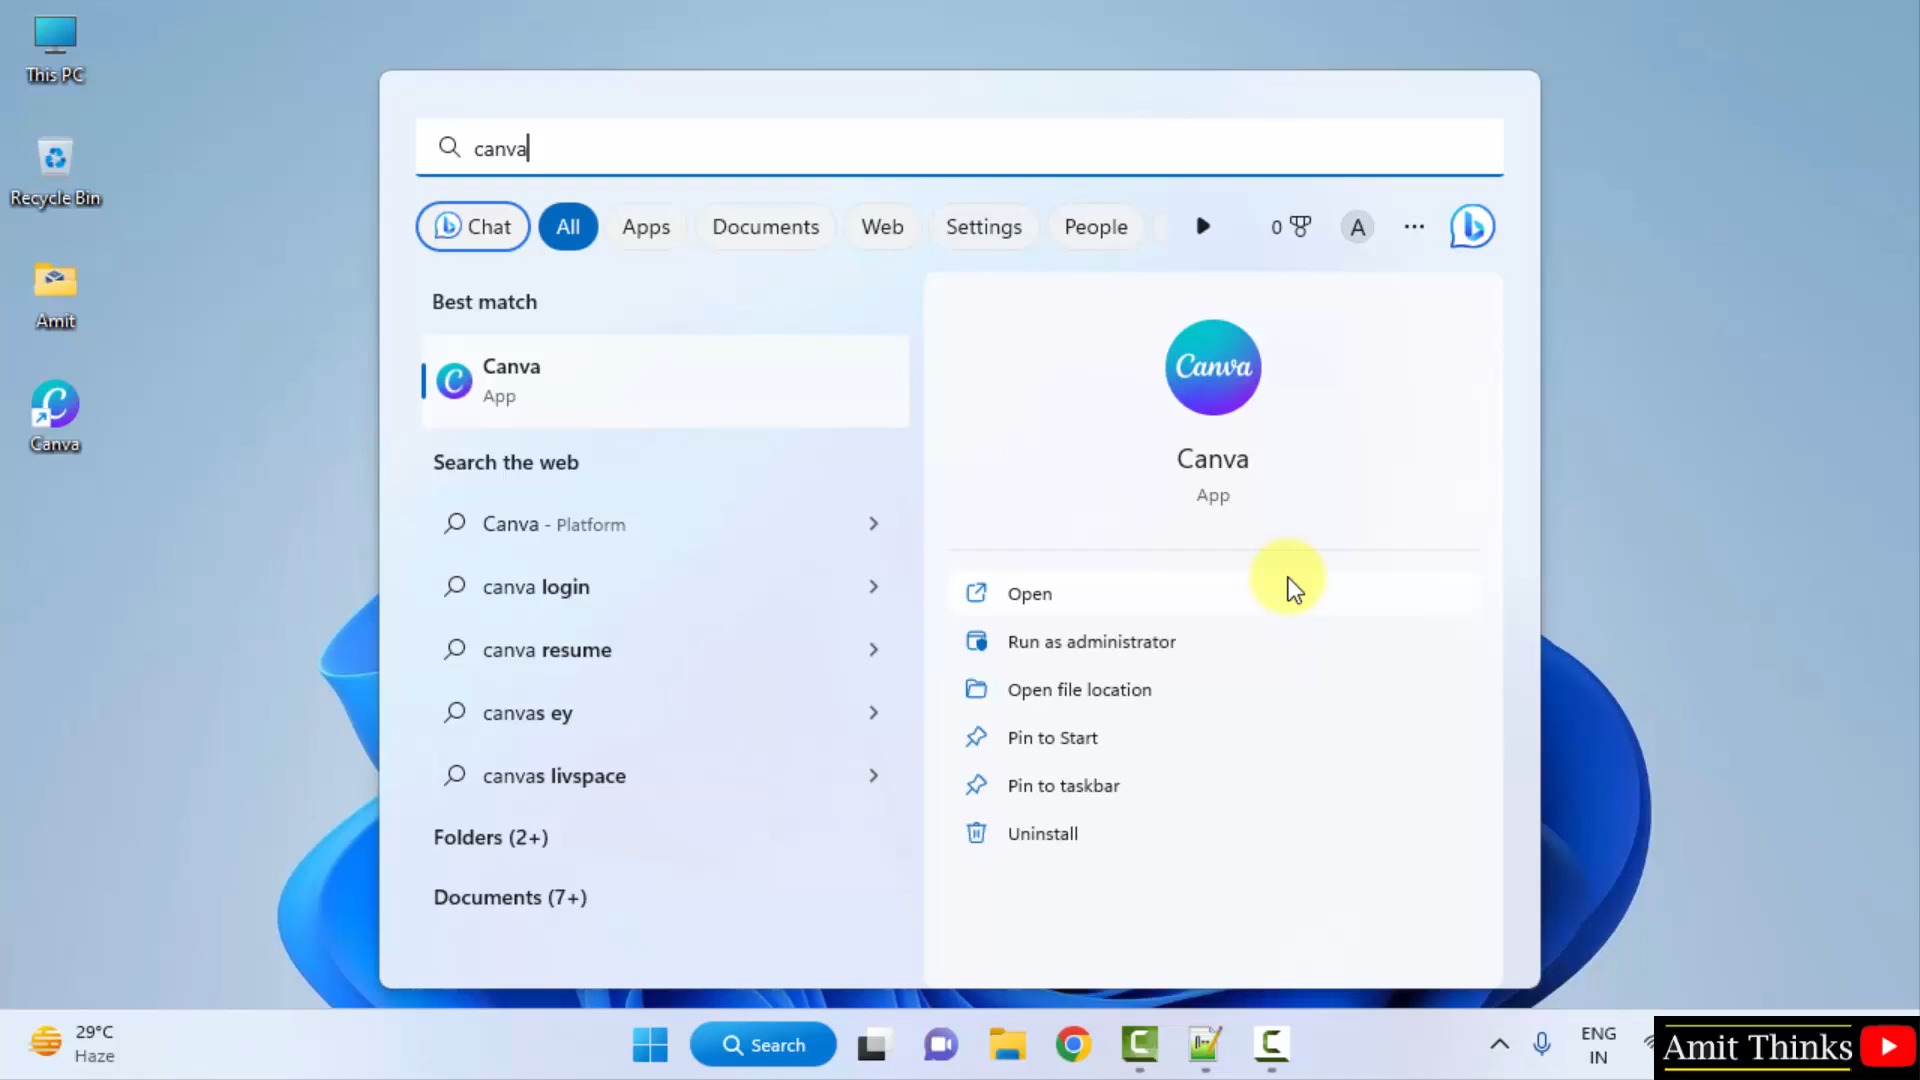 This PC
Recycle Bin
Amit
Canva
canva
Chat
All
Apps
Documents
Web
Settings
People
0
A
Best match
Canva
App
Search the web
Canva - Platform
canva login
canva resume
canvas ey
canvas livspace
Folders (2+)
Documents (7+)
Canva
Canva
App
Open
Run as administrator
Open file location
Pin to Start
Pin to taskbar
Uninstall
29°C
Haze
Search
ENG
IN
Amit Thinks